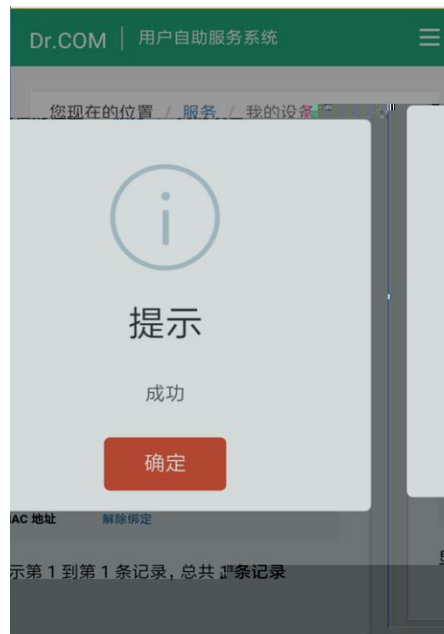 Dr.COM 用户自助服务系统
您现在的位置 / 服务 / 我的设备
提示
成功
确定
AC 地址 解除绑定
示第 1 到第 1 条记录，总共 1 条记录